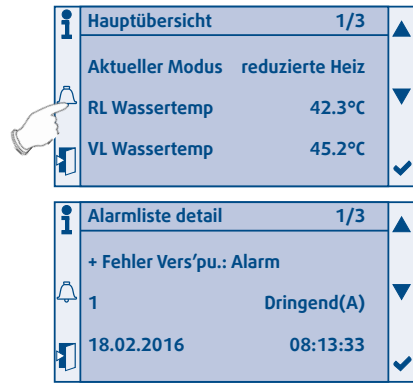 Hauptübersicht 1/3
Aktueller Modus reduzierte Heiz
RL Wassertemp 42.3°C
VL Wassertemp 45.2°C
Alarmliste detail 1/3
+ Fehler Vers'pu.: Alarm
1 Dringend(A)
18.02.2016 08:13:33